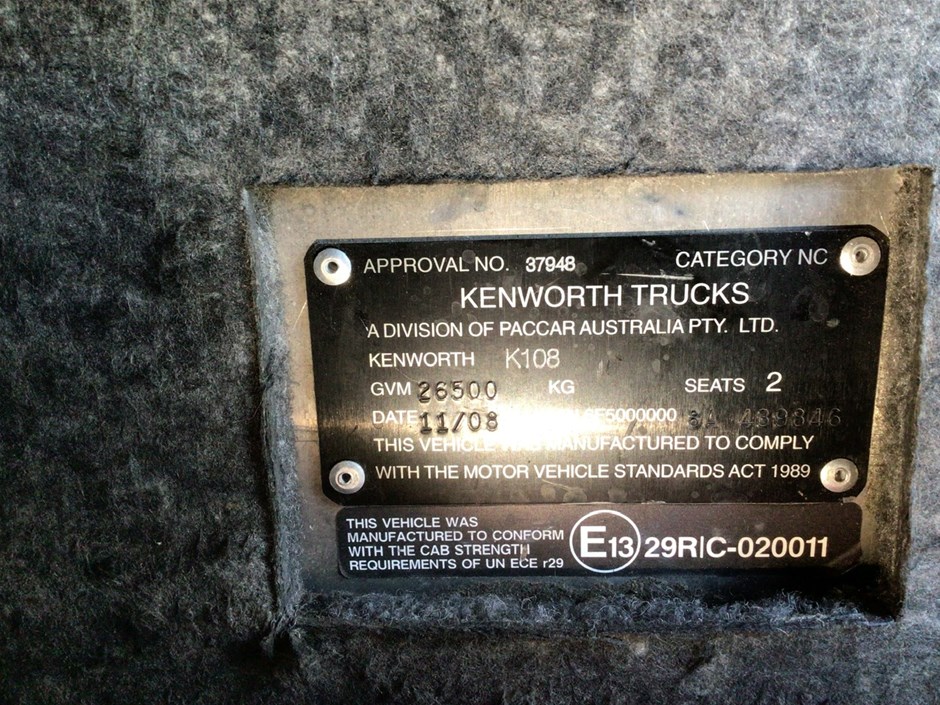 APPROVAL NO. 37948 CATEGORY NC
KENWORTH TRUCKS
A DIVISION OF PACCAR AUSTRALIA PTY. LTD.
KENWORTH K108
GVM 26500 KG SEATS 2
DATE 11/08
THIS VEHICLE WAS MANUFACTURED TO COMPLY
WITH THE MOTOR VEHICLE STANDARDS ACT 1989
THIS VEHICLE WAS
MANUFACTURED TO CONFORM
WITH THE CAB STRENGTH
REQUIREMENTS OF UN ECE r29
E13 29RIC-020011